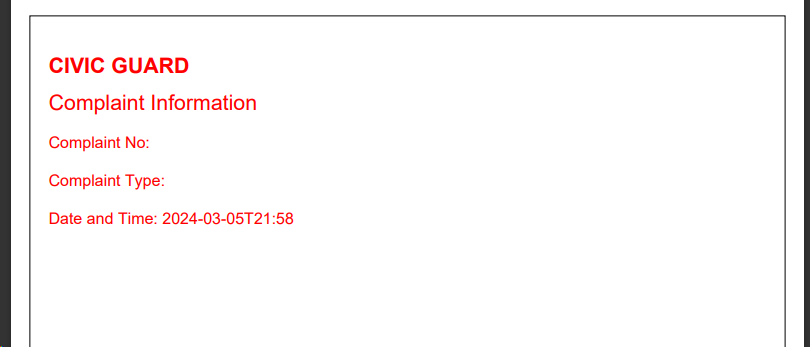 CIVIC GUARD
Complaint Information
Complaint No:
Complaint Type:
Date and Time: 2024-03-05T21:58